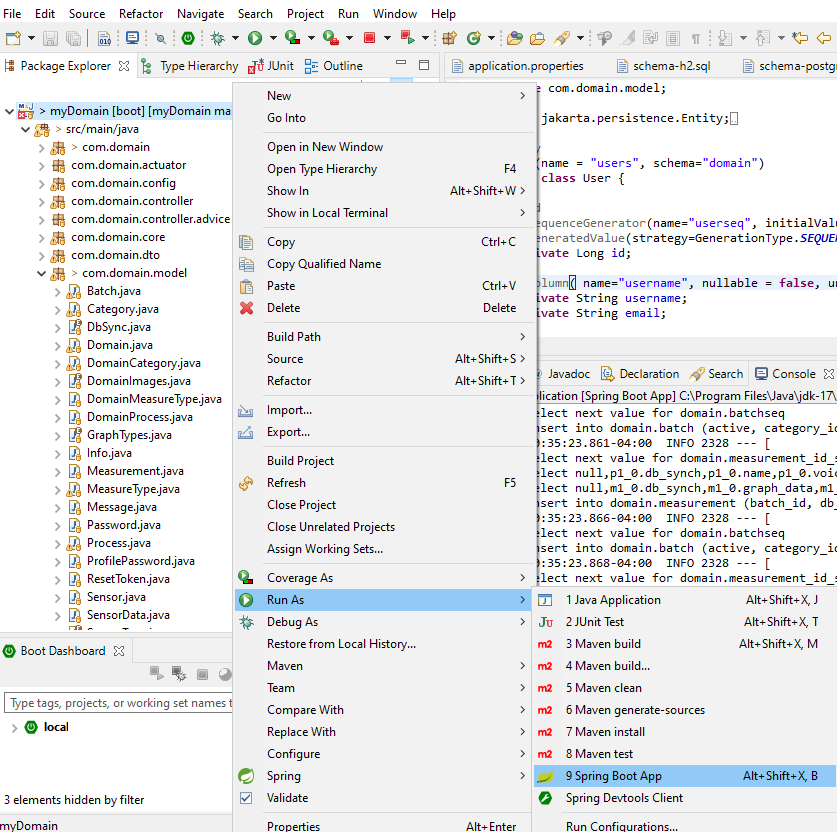 File Edit Source Refactor Navigate Search Project Run Window Help
Package Explorer Type Hierarchy JUnit Outline
application.properties schema-h2.sql schema-postg
> myDomain [boot] [myDomain ma
> src/main/java
> com.domain
com.domain.actuator
com.domain.config
com.domain.controller
com.domain.controller.advice
com.domain.core
com.domain.dto
> com.domain.model
Batch.java
Category.java
DbSync.java
Domain.java
DomainCategory.java
DomainImages.java
DomainMeasureType.java
DomainProcess.java
GraphTypes.java
Info.java
Measurement.java
MeasureType.java
Message.java
Password.java
Process.java
ProfilePassword.java
ResetToken.java
Sensor.java
SensorData.java
Boot Dashboard
Type tags, projects, or working set names t
local
3 elements hidden by filter
myDomain
New
Go Into
Open in New Window
Open Type Hierarchy F4
Show In Alt+Shift+W
Show in Local Terminal
Copy Ctrl+C
Copy Qualified Name
Paste Ctrl+V
Delete Delete
Build Path
Source Alt+Shift+S
Refactor Alt+Shift+T
Import...
Export...
Build Project
Refresh F5
Close Project
Close Unrelated Projects
Assign Working Sets...
Coverage As
Run As
Debug As
Restore from Local History...
Maven
Team
Compare With
Replace With
Configure
Spring
Validate
Properties Alt+Enter
1 Java Application Alt+Shift+X, J
2 JUnit Test Alt+Shift+X, T
3 Maven build Alt+Shift+X, M
4 Maven build...
5 Maven clean
6 Maven generate-sources
7 Maven install
8 Maven test
9 Spring Boot App Alt+Shift+X, B
Spring Devtools Client
Run Configurations...
e com.domain.model;
jakarta.persistence.Entity;
y
(name = "users", schema="domain")
class User {
d
equenceGenerator(name="userseq", initialValu
eneratedValue(strategy=GenerationType.SEQUEN
ivate Long id;
olumn( name="username", nullable = false, un
ivate String username;
ivate String email;
Javadoc Declaration Search Console
plication [Spring Boot App] C:\Program Files\Java\jdk-17\
elect next value for domain.batchseq
nsert into domain.batch (active, category_id
0:35:23.861-04:00 INFO 2328 --- [
elect next value for domain.measurement_id_s
elect null,p1_0.db_synch,p1_0.name,p1_0.voic
elect null,m1_0.db_synch,m1_0.graph_data,m1_
nsert into domain.measurement (batch_id, db_
0:35:23.866-04:00 INFO 2328 --- [
elect next value for domain.batchseq
nsert into domain.batch (active, category_id
0:35:23.868-04:00 INFO 2328 --- [
elect next value for domain.measurement_id_s